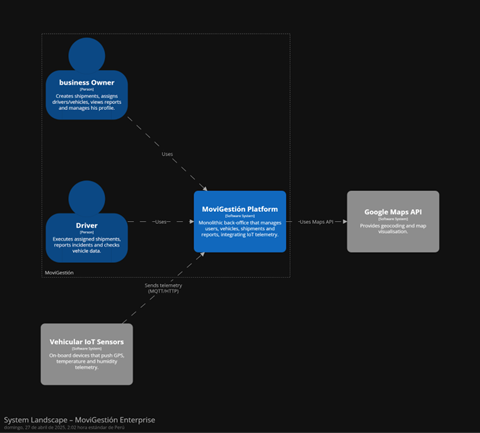 business Owner
[Person]
Creates shipments, assigns
drivers/vehicles, views reports
and manages his profile.
Uses
Driver
[Person]
Executes assigned shipments,
reports incidents and checks
vehicle data.
Uses
MoviGestión Platform
[Software System]
Monolithic back-office that manages
users, vehicles, shipments and
reports, integrating IoT telemetry.
Uses Maps API
Google Maps API
[Software System]
Provides geocoding and map
visualisation.
MoviGestión
Sends telemetry
(MQTT/HTTP)
Vehicular IoT Sensors
[Software System]
On-board devices that push GPS,
temperature and humidity
telemetry.
System Landscape – MoviGestión Enterprise
domingo, 27 de abril de 2025, 2:02 hora estándar de Perú